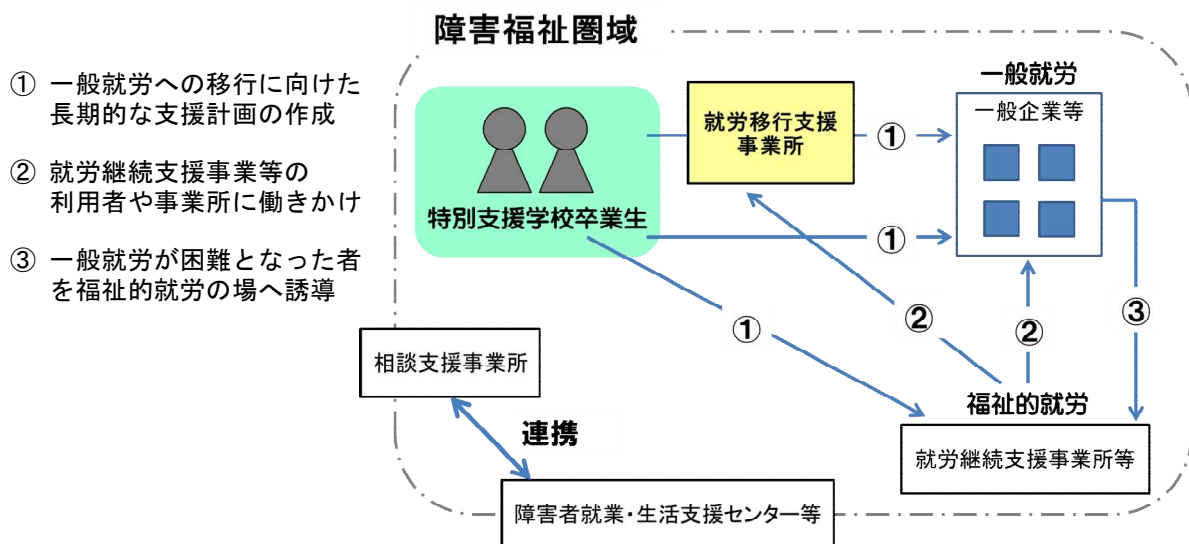 障害福祉圏域
① 一般就労への移行に向けた
長期的な支援計画の作成
② 就労継続支援事業等の
利用者や事業所に働きかけ
③ 一般就労が困難となった者
を福祉的就労の場へ誘導
特別支援学校卒業生
就労移行支援
事業所
①
一般就労
一般企業等
①
①
②
②
③
相談支援事業所
連携
福祉的就労
就労継続支援事業所等
障害者就業・生活支援センター等